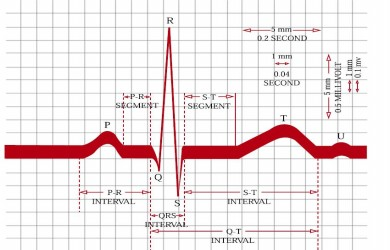 R
5 mm
0.2 SECOND
1 mm
0.04
SECOND
5 mm
0.5 MILLIVOLT
1 mm
0.1 mv
P-R
SEGMENT
S-T
SEGMENT
P
T
U
Q
S
P-R
INTERVAL
QRS
INTERVAL
S-T
INTERVAL
Q-T
INTERVAL